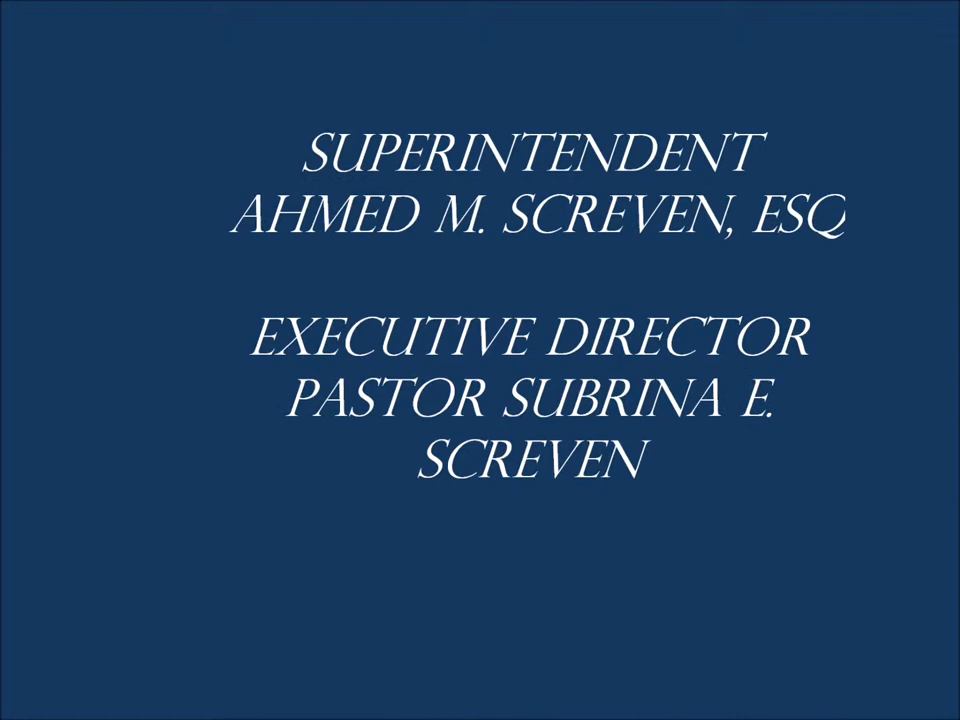 SUPERINTENDENT
AHMED M. SCREVEN, ESQ
EXECUTIVE DIRECTOR
PASTOR SUBRINA E.
SCREVEN